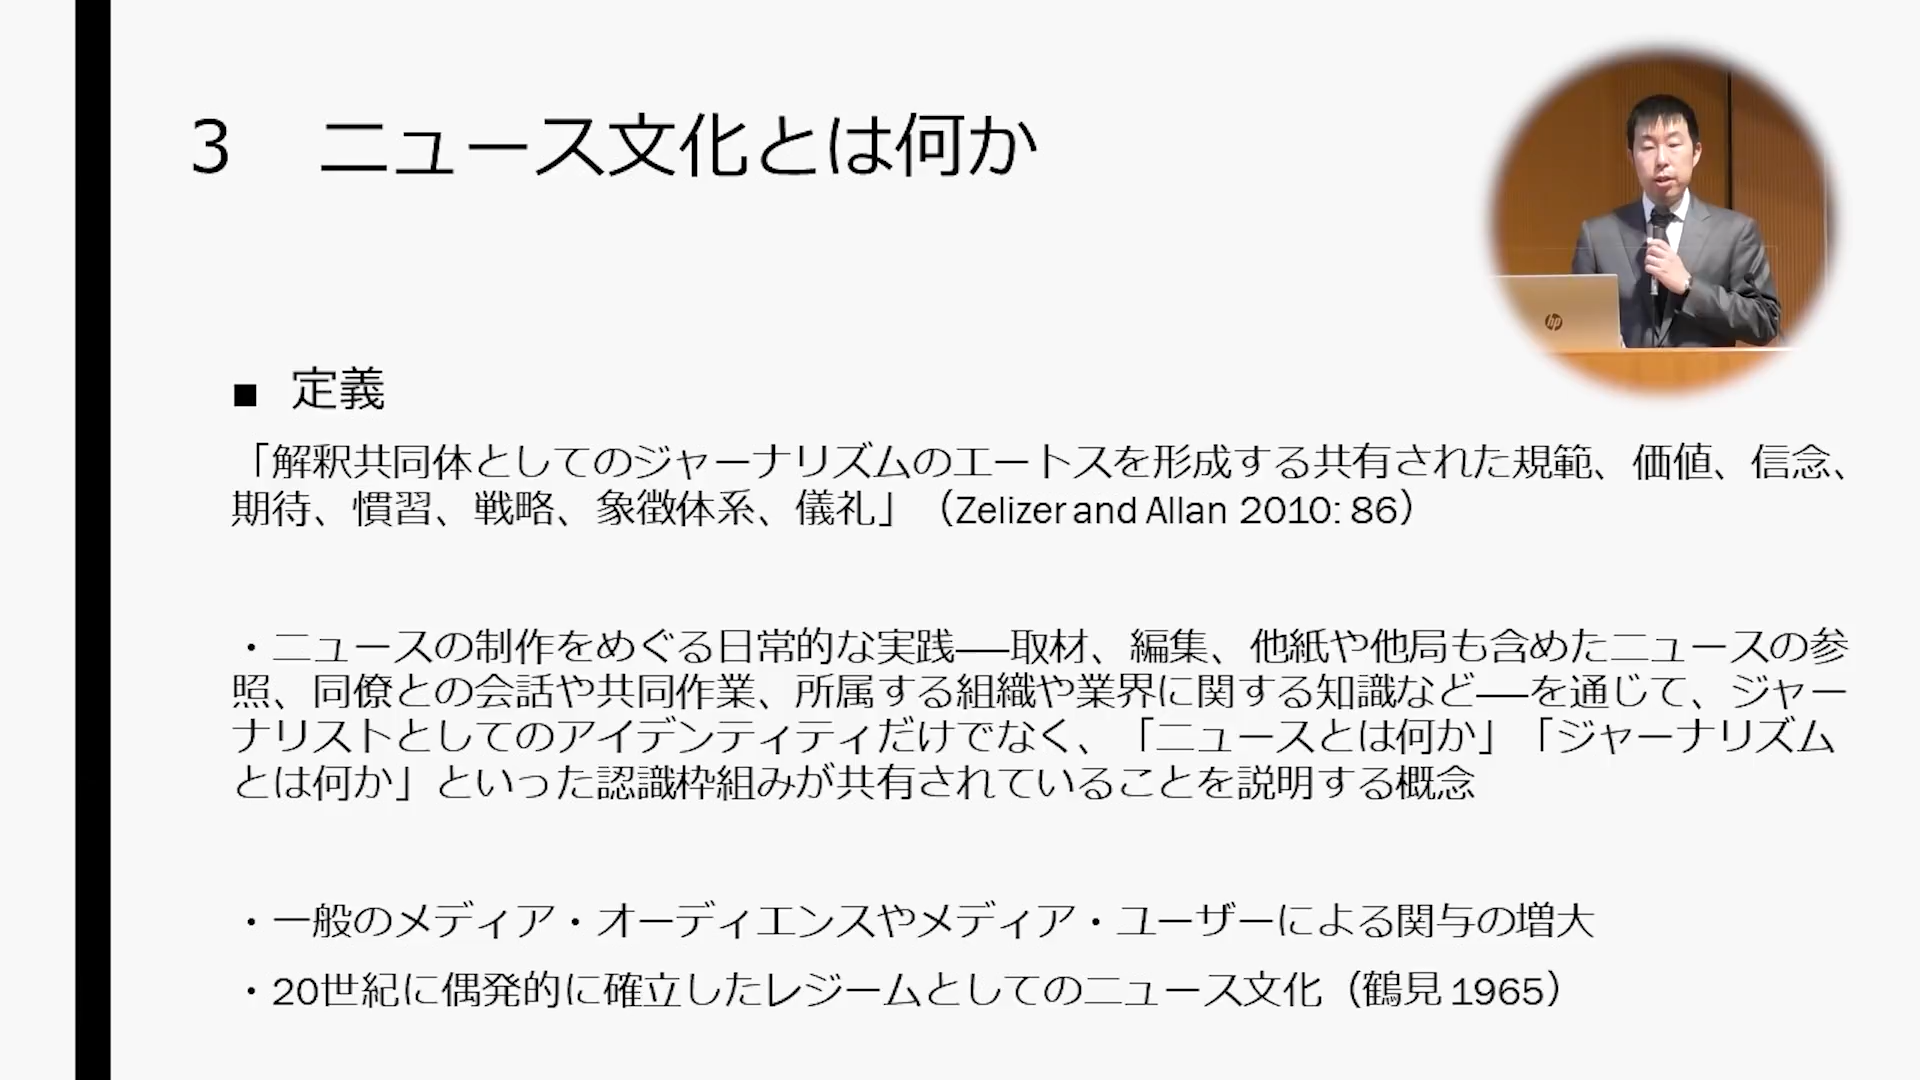 3　ニュース文化とは何か
■ 定義
「解釈共同体としてのジャーナリズムのエートスを形成する共有された規範、価値、信念、
期待、慣習、戦略、象徴体系、儀礼」（Zelizer and Allan 2010: 86）
・ニュースの制作をめぐる日常的な実践──取材、編集、他紙や他局も含めたニュースの参
照、同僚との会話や共同作業、所属する組織や業界に関する知識など──を通じて、ジャー
ナリストとしてのアイデンティティだけでなく、「ニュースとは何か」「ジャーナリズム
とは何か」といった認識枠組みが共有されていることを説明する概念
・一般のメディア・オーディエンスやメディア・ユーザーによる関与の増大
・20世紀に偶発的に確立したレジームとしてのニュース文化（鶴見 1965）
hp